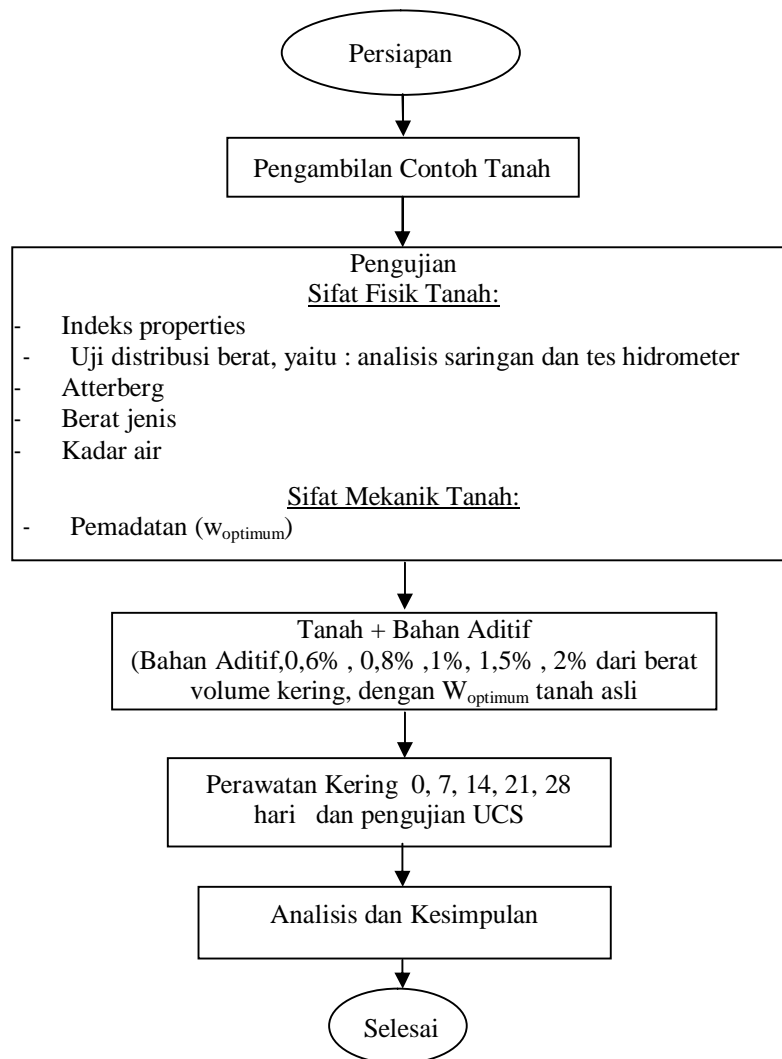 Persiapan
Pengambilan Contoh Tanah
Pengujian
Sifat Fisik Tanah:
- Indeks properties
- Uji distribusi berat, yaitu : analisis saringan dan tes hidrometer
- Atterberg
- Berat jenis
- Kadar air
Sifat Mekanik Tanah:
- Pemadatan (woptimum)
Tanah + Bahan Aditif
(Bahan Aditif,0,6% , 0,8% ,1%, 1,5% , 2% dari berat
volume kering, dengan Woptimum tanah asli
Perawatan Kering 0, 7, 14, 21, 28
hari dan pengujian UCS
Analisis dan Kesimpulan
Selesai